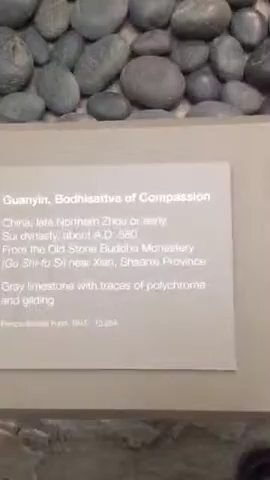 Guanyin, Bodhisattva of Compassion
China, late Northern Zhou or early
Sui dynasty, about A.D. 580
From the Old Stone Buddha Monastery
(Gu Shi-fo Si) near Xian, Shaanxi Province
Gray limestone with traces of polychrome
and gilding